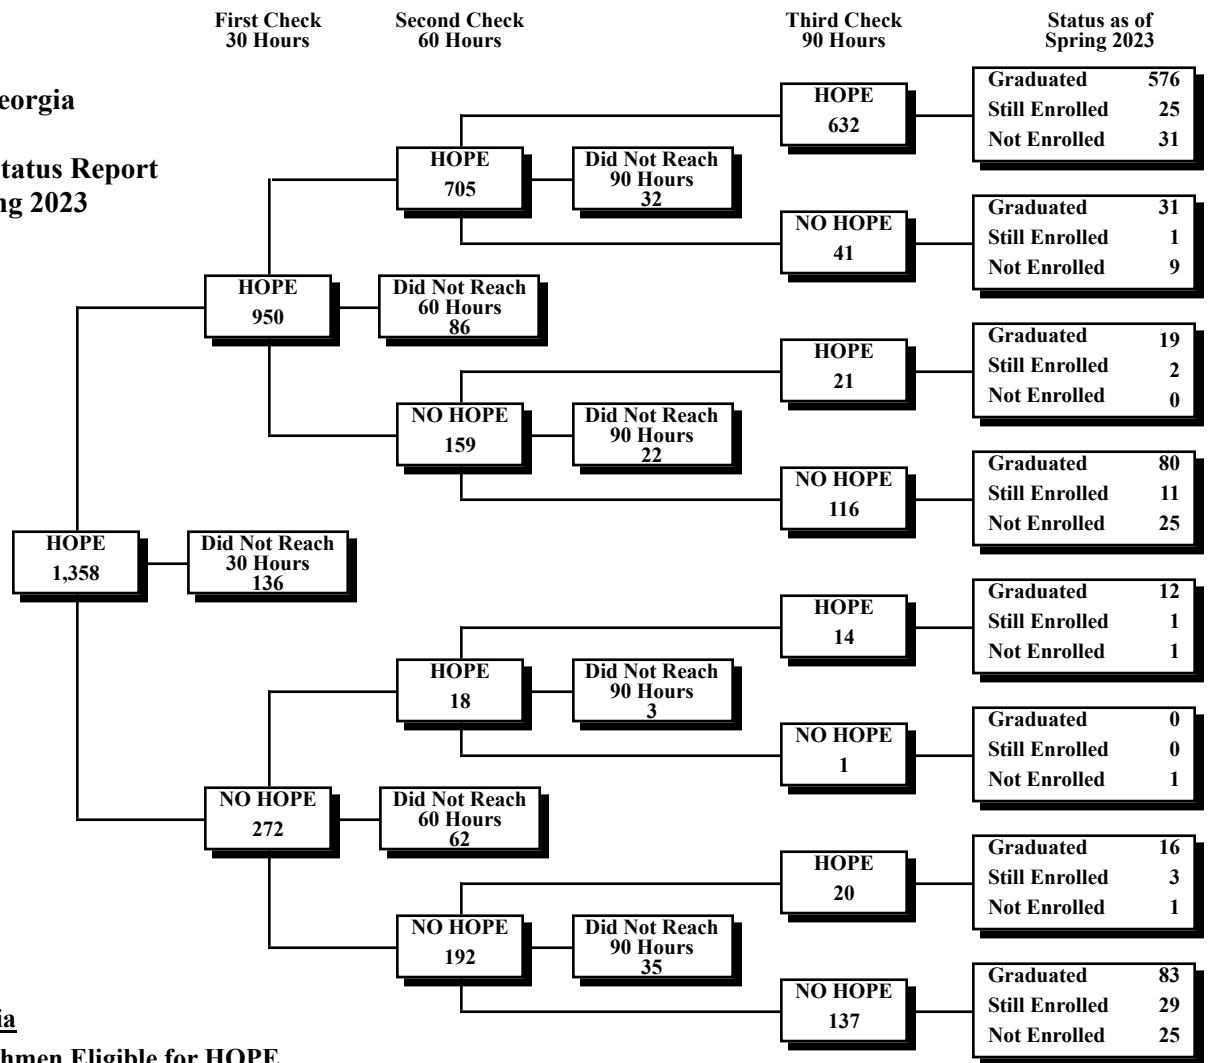 First Check
30 Hours
Second Check
60 Hours
Third Check
90 Hours
Status as of
Spring 2023
eorgia
tatus Report
ng 2023
HOPE
1,358
Did Not Reach
30 Hours
136
HOPE
950
Did Not Reach
60 Hours
86
NO HOPE
272
Did Not Reach
60 Hours
62
HOPE
705
Did Not Reach
90 Hours
32
NO HOPE
159
Did Not Reach
90 Hours
22
HOPE
18
Did Not Reach
90 Hours
3
NO HOPE
192
Did Not Reach
90 Hours
35
HOPE
632
Graduated 576
Still Enrolled 25
Not Enrolled 31
NO HOPE
41
Graduated 31
Still Enrolled 1
Not Enrolled 9
HOPE
21
Graduated 19
Still Enrolled 2
Not Enrolled 0
NO HOPE
116
Graduated 80
Still Enrolled 11
Not Enrolled 25
HOPE
14
Graduated 12
Still Enrolled 1
Not Enrolled 1
NO HOPE
1
Graduated 0
Still Enrolled 0
Not Enrolled 1
HOPE
20
Graduated 16
Still Enrolled 3
Not Enrolled 1
NO HOPE
137
Graduated 83
Still Enrolled 29
Not Enrolled 25
ia
hmen Eligible for HOPE